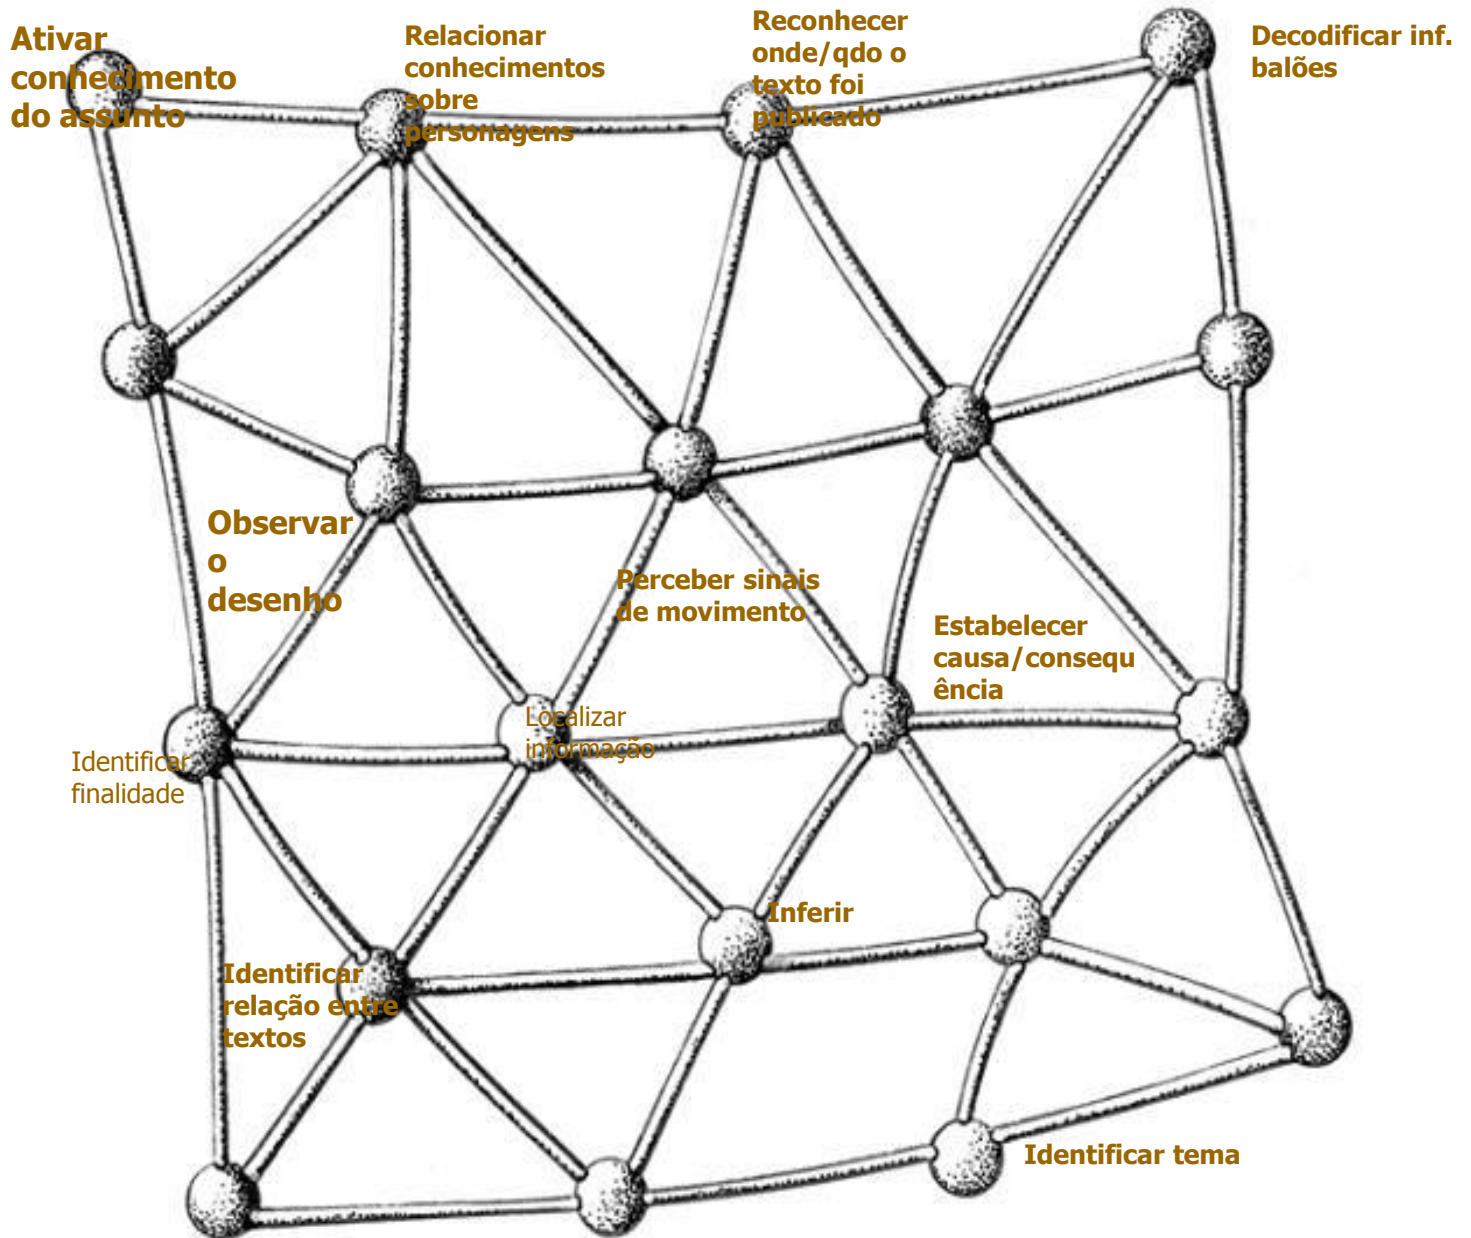 Ativar
conhecimento
do assunto
Relacionar
conhecimentos
sobre
personagens
Reconhecer
onde/qdo o
texto foi
publicado
Decodificar inf.
balões
Observar
o
desenho
Perceber sinais
de movimento
Estabelecer
causa/consequ
ência
Identificar
finalidade
Localizar
informação
Inferir
Identificar
relação entre
textos
Identificar tema